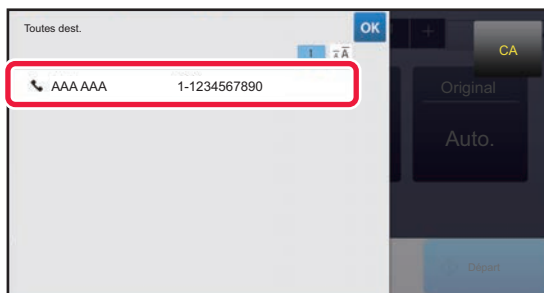 Toutes dest.
OK
CA
AAA AAA 1-1234567890
Original
Auto.
Départ